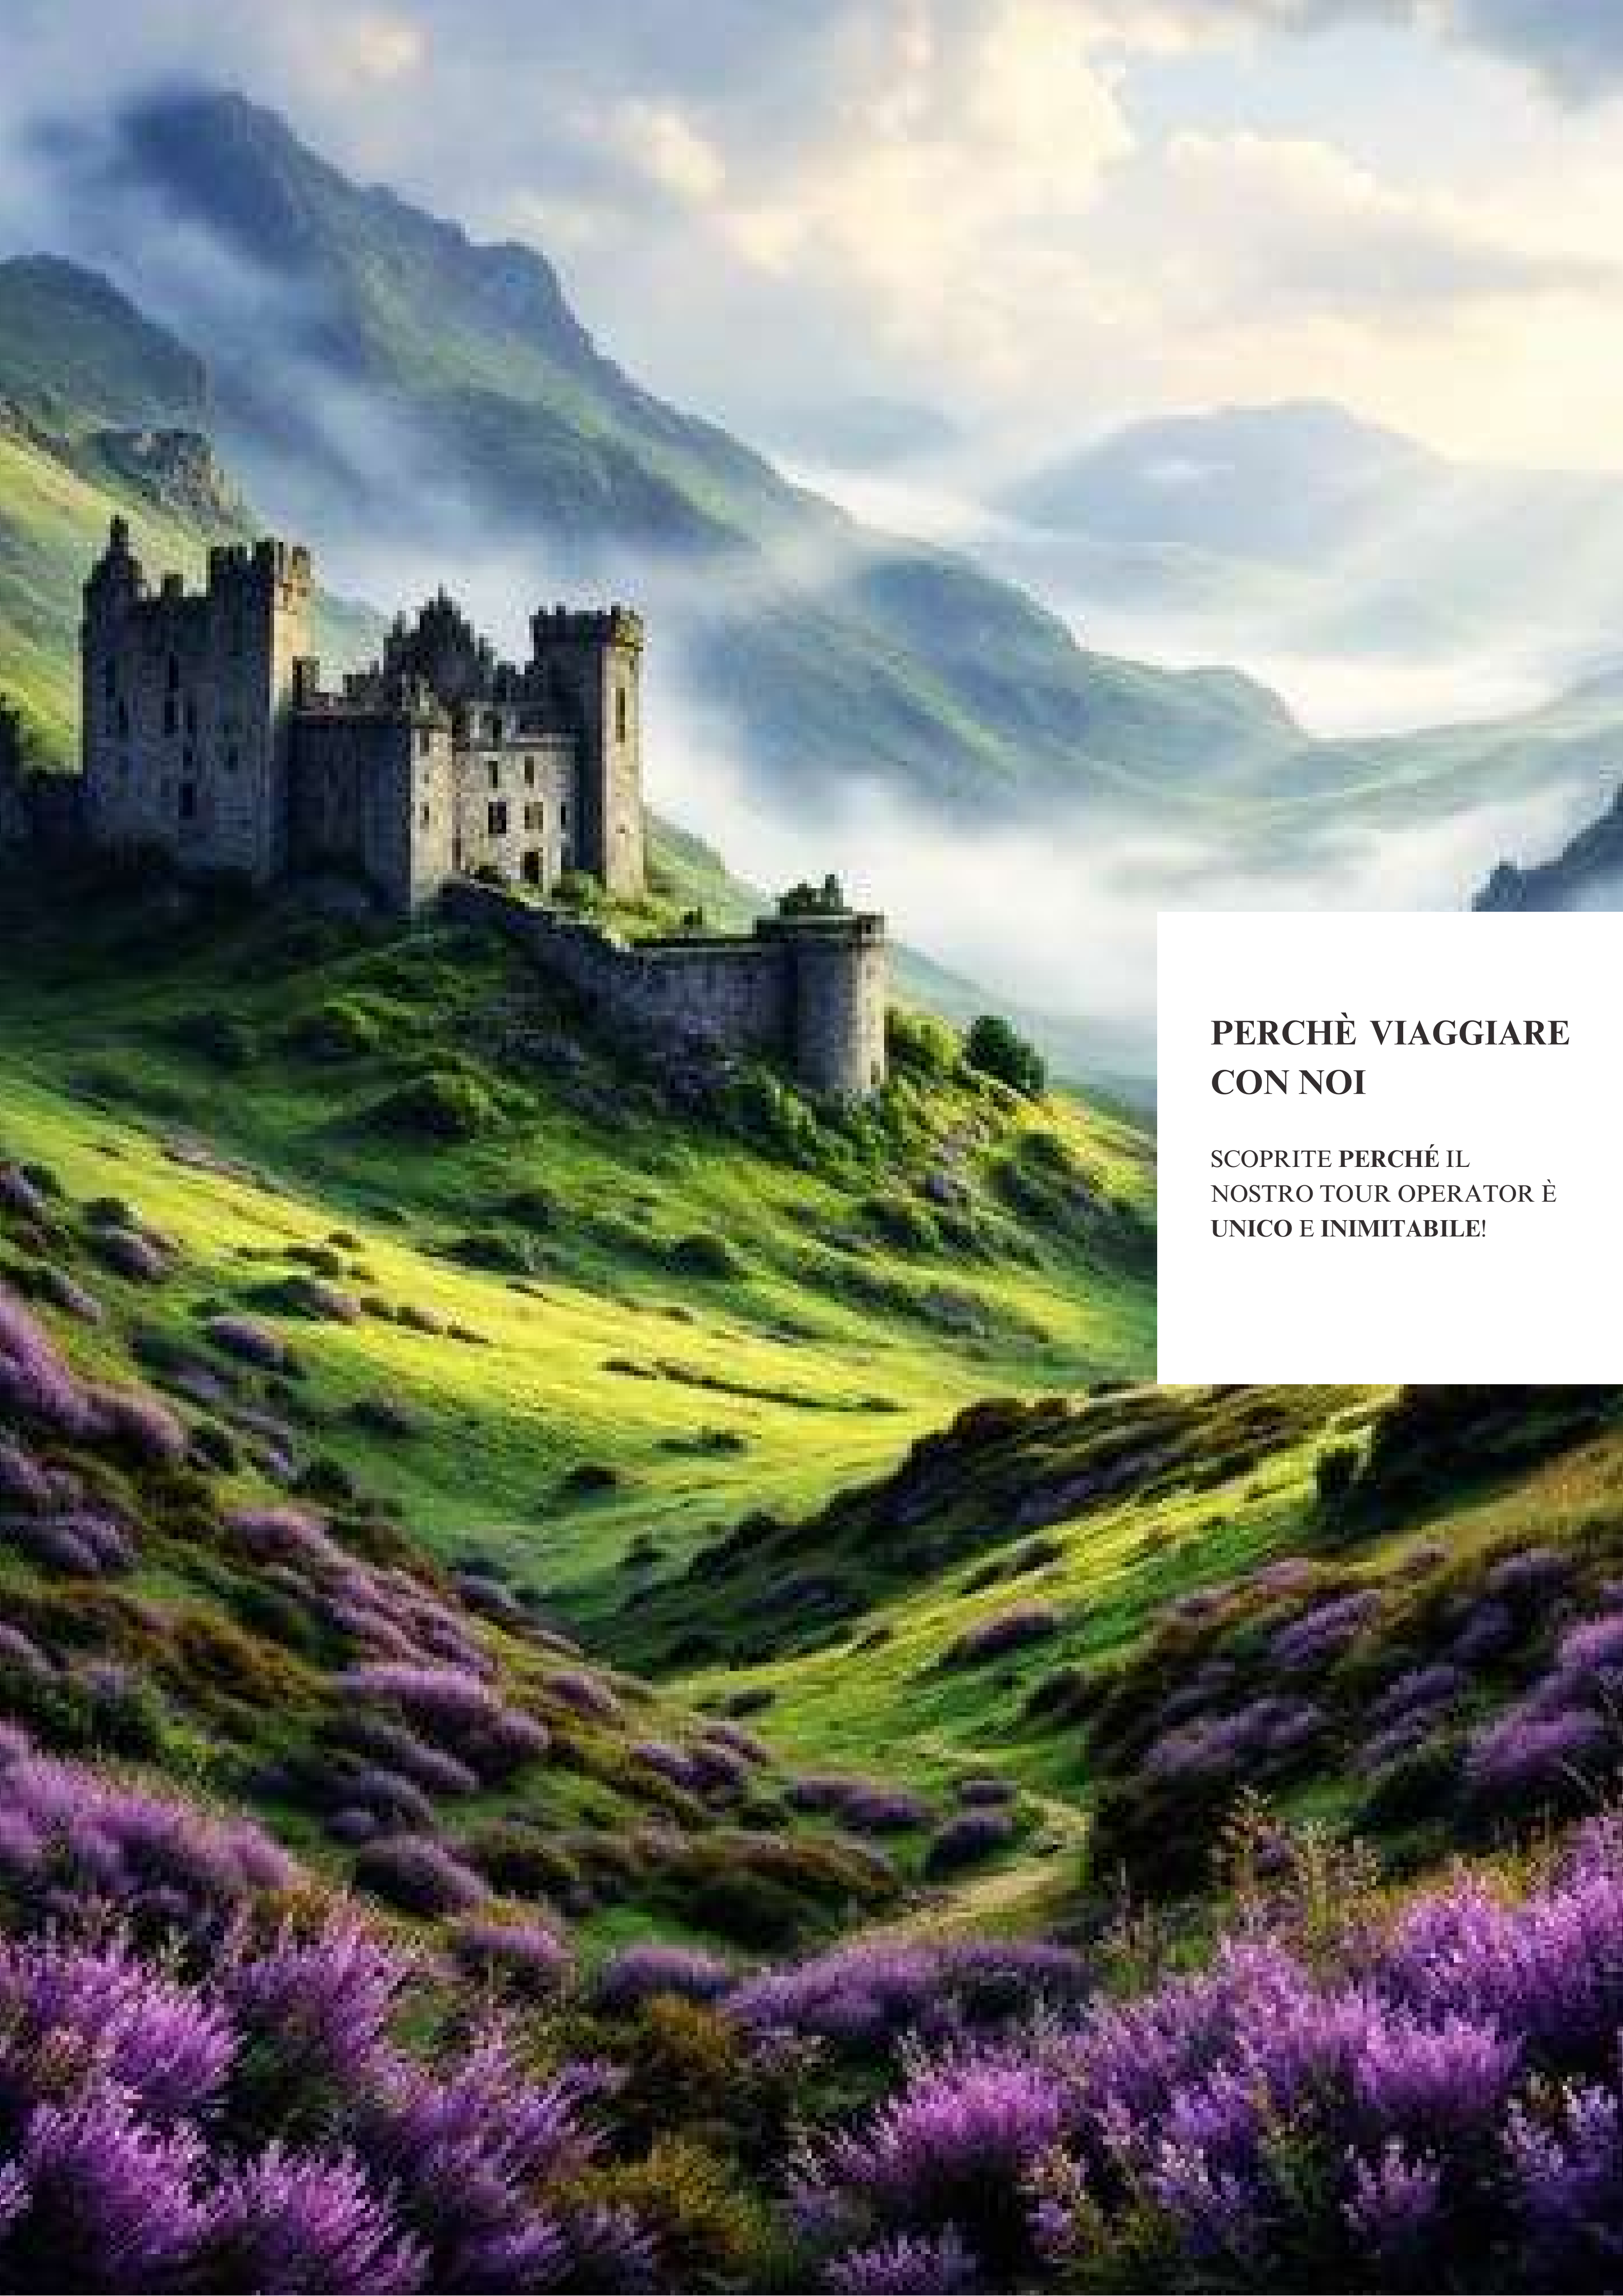 PERCHÈ VIAGGIARE
CON NOI
SCOPRITE PERCHÉ IL
NOSTRO TOUR OPERATOR È
UNICO E INIMITABILE!